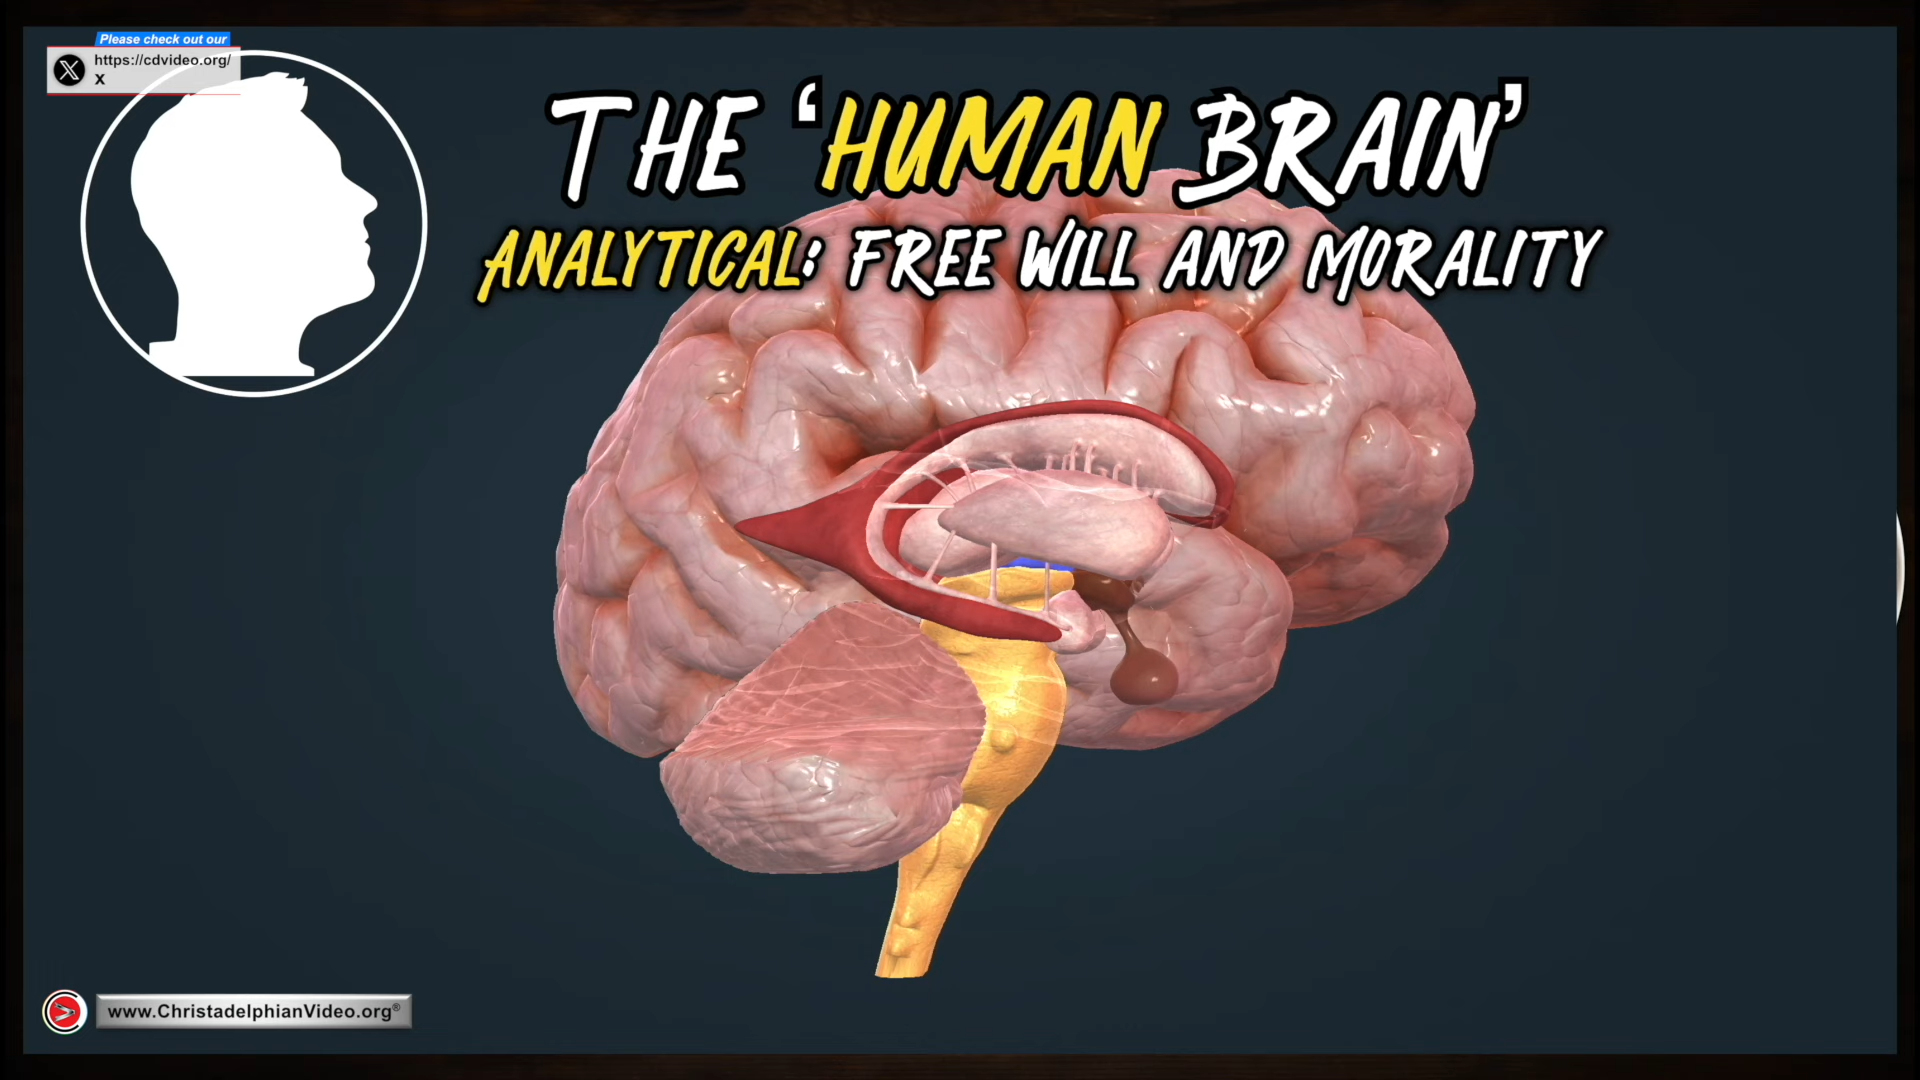 Please check out our
https://cdvideo.org/
X
THE ‘HUMAN BRAIN’
ANALYTICAL: FREE WILL AND MORALITY
www.ChristadelphianVideo.org®